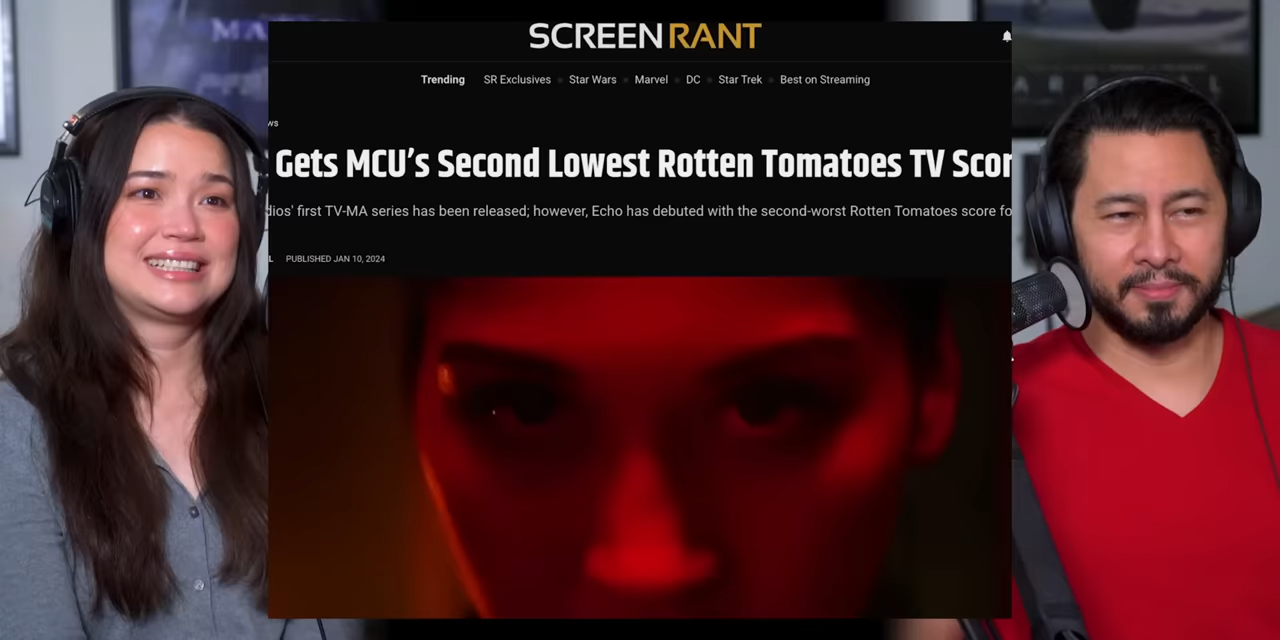 SCREENRANT
Trending SR Exclusives Star Wars Marvel DC Star Trek Best on Streaming
ws
Gets MCU's Second Lowest Rotten Tomatoes TV Scor
dios' first TV-MA series has been released; however, Echo has debuted with the second-worst Rotten Tomatoes score fo
L PUBLISHED JAN 10, 2024